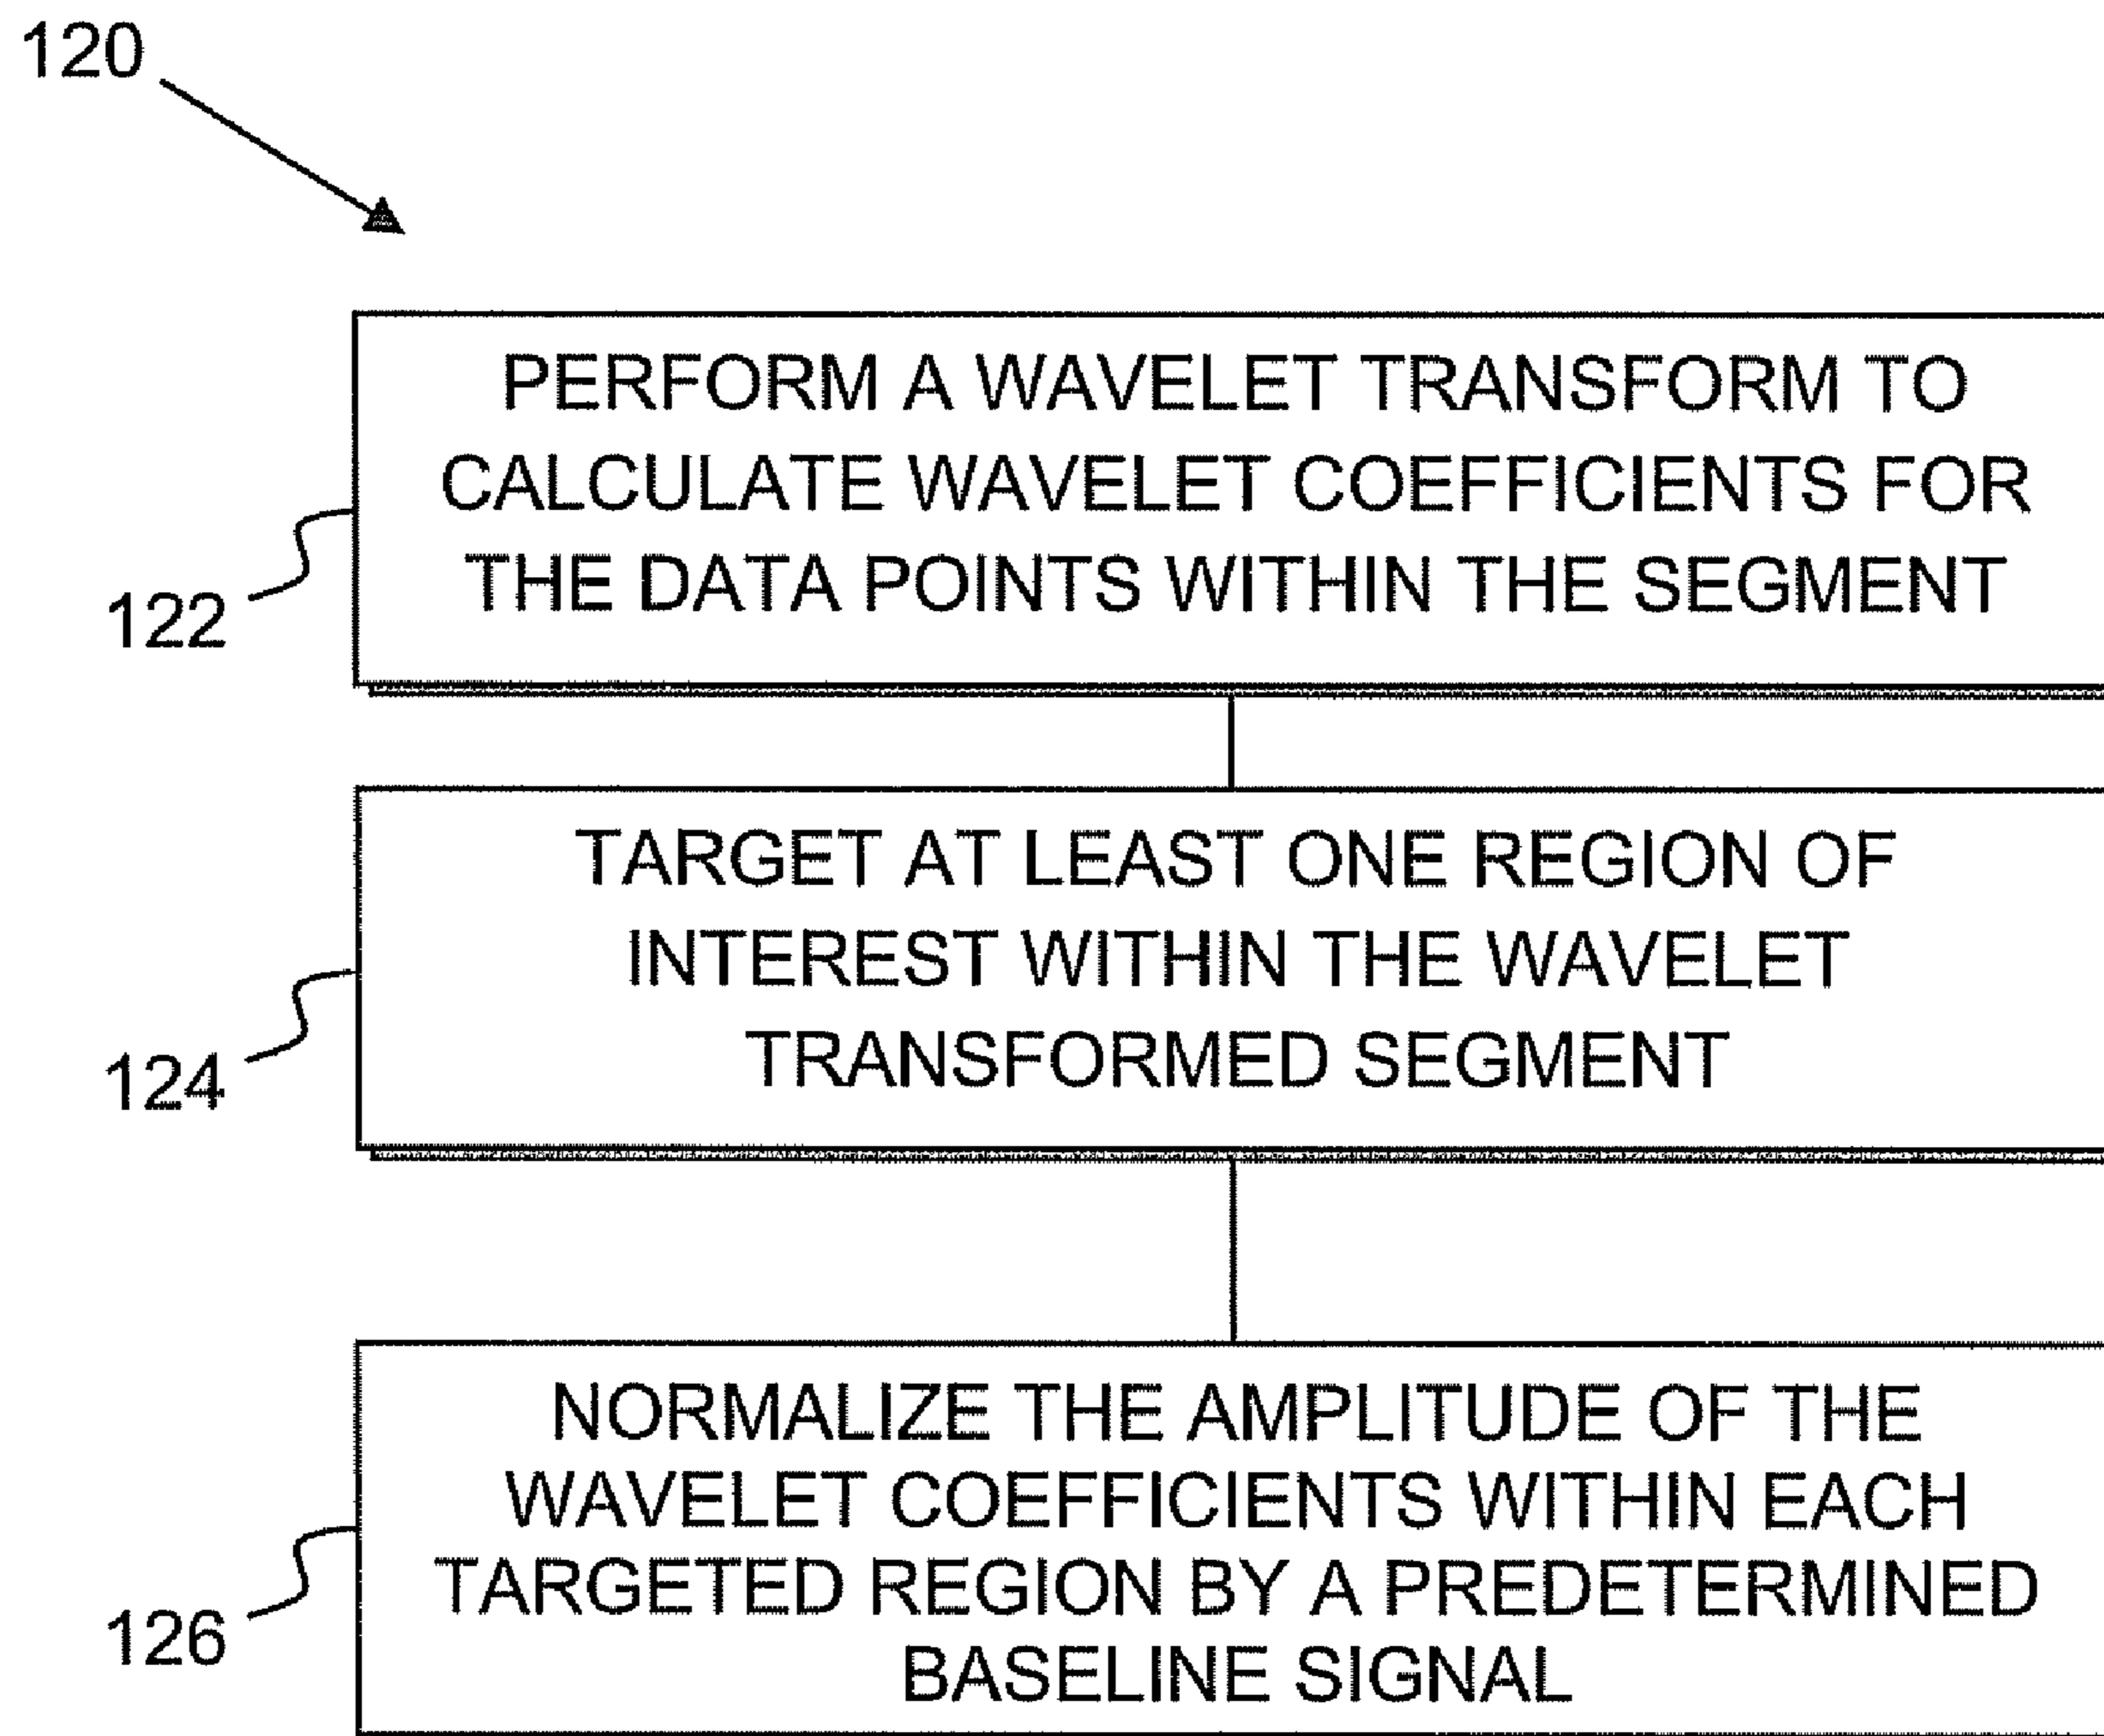 120
PERFORM A WAVELET TRANSFORM TO
CALCULATE WAVELET COEFFICIENTS FOR
THE DATA POINTS WITHIN THE SEGMENT
122
TARGET AT LEAST ONE REGION OF
INTEREST WITHIN THE WAVELET
TRANSFORMED SEGMENT
124
NORMALIZE THE AMPLITUDE OF THE
WAVELET COEFFICIENTS WITHIN EACH
TARGETED REGION BY A PREDETERMINED
BASELINE SIGNAL
126